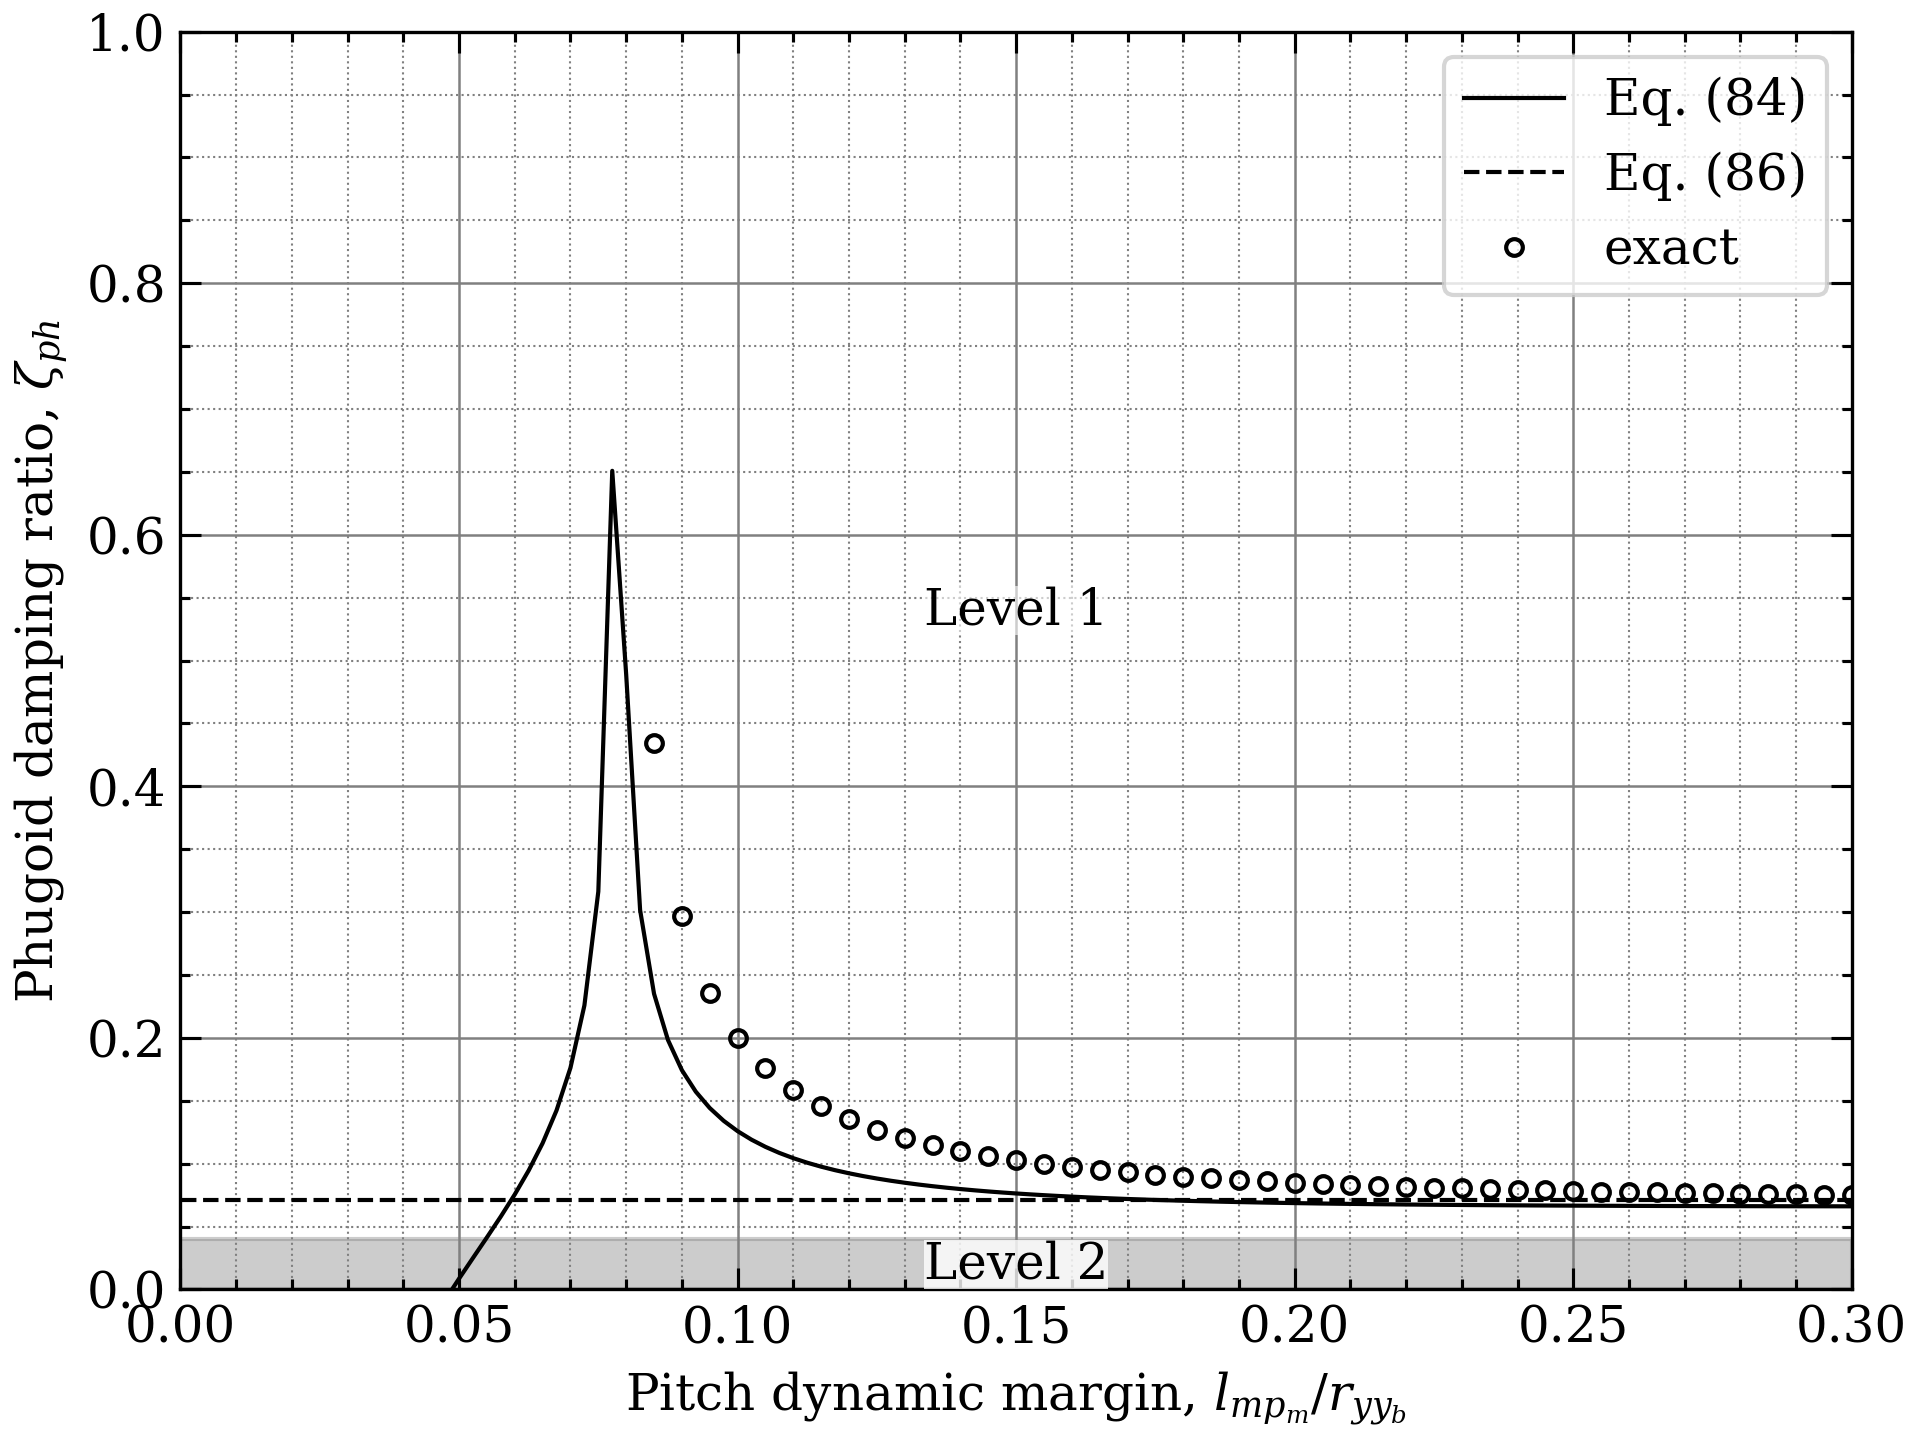 1.0
0.8
0.6
0.4
0.2
0.0
Phugoid damping ratio, ζph
Eq. (84)
Eq. (86)
exact
Level 1
Level 2
0.00 0.05 0.10 0.15 0.20 0.25 0.30
Pitch dynamic margin, lmpm/ryyb